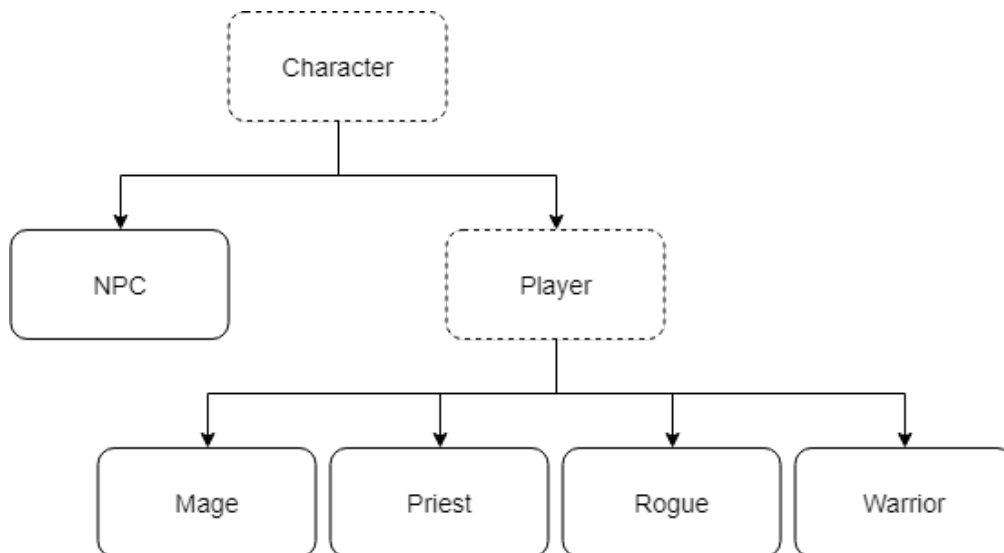 Character
NPC
Player
Mage
Priest
Rogue
Warrior